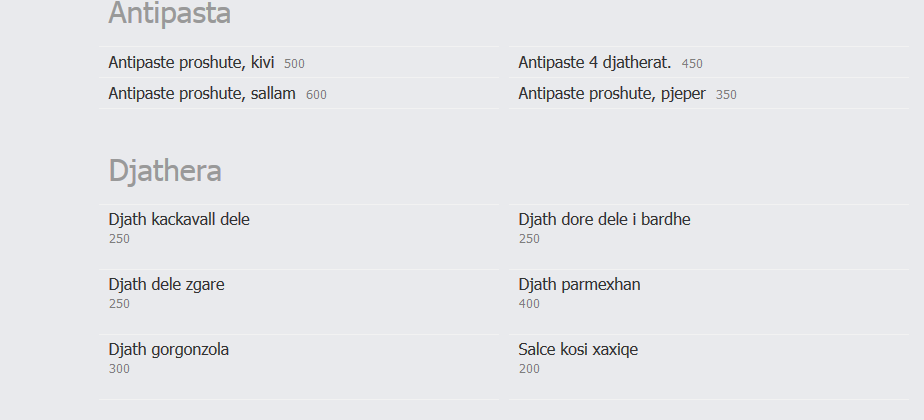 Antipasta
Antipaste proshute, kivi 500
Antipaste 4 djatherat. 450
Antipaste proshute, sallam 600
Antipaste proshute, pjeper 350
Djathera
Djath kackavall dele
250
Djath dore dele i bardhe
250
Djath dele zgare
250
Djath parmexhan
400
Djath gorgonzola
300
Salce kosi xaxiqe
200